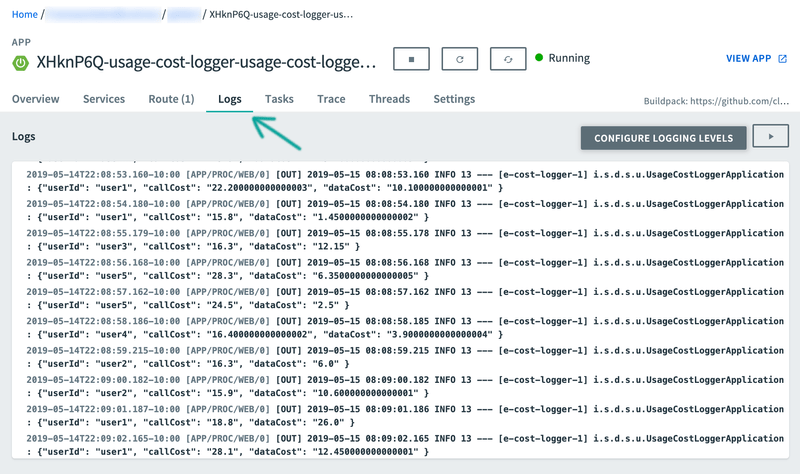 Home / / / XHknP6Q-usage-cost-logger-us…
APP
XHknP6Q-usage-cost-logger-usage-cost-logge…
Running
VIEW APP
Overview Services Route (1) Logs Tasks Trace Threads Settings
Buildpack: https://github.com/cl…
Logs
CONFIGURE LOGGING LEVELS
2019-05-14T22:08:53.160-10:00 [APP/PROC/WEB/0] [OUT] 2019-05-15 08:08:53.160 INFO 13 --- [e-cost-logger-1] i.s.d.s.u.UsageCostLoggerApplication
: {"userId": "user1", "callCost": "22.200000000000003", "dataCost": "10.100000000000001" }
2019-05-14T22:08:54.180-10:00 [APP/PROC/WEB/0] [OUT] 2019-05-15 08:08:54.180 INFO 13 --- [e-cost-logger-1] i.s.d.s.u.UsageCostLoggerApplication
: {"userId": "user1", "callCost": "15.8", "dataCost": "1.4500000000000002" }
2019-05-14T22:08:55.179-10:00 [APP/PROC/WEB/0] [OUT] 2019-05-15 08:08:55.178 INFO 13 --- [e-cost-logger-1] i.s.d.s.u.UsageCostLoggerApplication
: {"userId": "user3", "callCost": "16.3", "dataCost": "12.15" }
2019-05-14T22:08:56.168-10:00 [APP/PROC/WEB/0] [OUT] 2019-05-15 08:08:56.168 INFO 13 --- [e-cost-logger-1] i.s.d.s.u.UsageCostLoggerApplication
: {"userId": "user5", "callCost": "28.3", "dataCost": "6.3500000000000005" }
2019-05-14T22:08:57.162-10:00 [APP/PROC/WEB/0] [OUT] 2019-05-15 08:08:57.162 INFO 13 --- [e-cost-logger-1] i.s.d.s.u.UsageCostLoggerApplication
: {"userId": "user5", "callCost": "24.5", "dataCost": "2.5" }
2019-05-14T22:08:58.186-10:00 [APP/PROC/WEB/0] [OUT] 2019-05-15 08:08:58.185 INFO 13 --- [e-cost-logger-1] i.s.d.s.u.UsageCostLoggerApplication
: {"userId": "user4", "callCost": "16.400000000000002", "dataCost": "3.9000000000000004" }
2019-05-14T22:08:59.215-10:00 [APP/PROC/WEB/0] [OUT] 2019-05-15 08:08:59.215 INFO 13 --- [e-cost-logger-1] i.s.d.s.u.UsageCostLoggerApplication
: {"userId": "user2", "callCost": "16.3", "dataCost": "6.0" }
2019-05-14T22:09:00.182-10:00 [APP/PROC/WEB/0] [OUT] 2019-05-15 08:09:00.182 INFO 13 --- [e-cost-logger-1] i.s.d.s.u.UsageCostLoggerApplication
: {"userId": "user2", "callCost": "15.9", "dataCost": "10.600000000000001" }
2019-05-14T22:09:01.187-10:00 [APP/PROC/WEB/0] [OUT] 2019-05-15 08:09:01.186 INFO 13 --- [e-cost-logger-1] i.s.d.s.u.UsageCostLoggerApplication
: {"userId": "user1", "callCost": "18.8", "dataCost": "26.0" }
2019-05-14T22:09:02.165-10:00 [APP/PROC/WEB/0] [OUT] 2019-05-15 08:09:02.165 INFO 13 --- [e-cost-logger-1] i.s.d.s.u.UsageCostLoggerApplication
: {"userId": "user1", "callCost": "28.1", "dataCost": "12.450000000000001" }